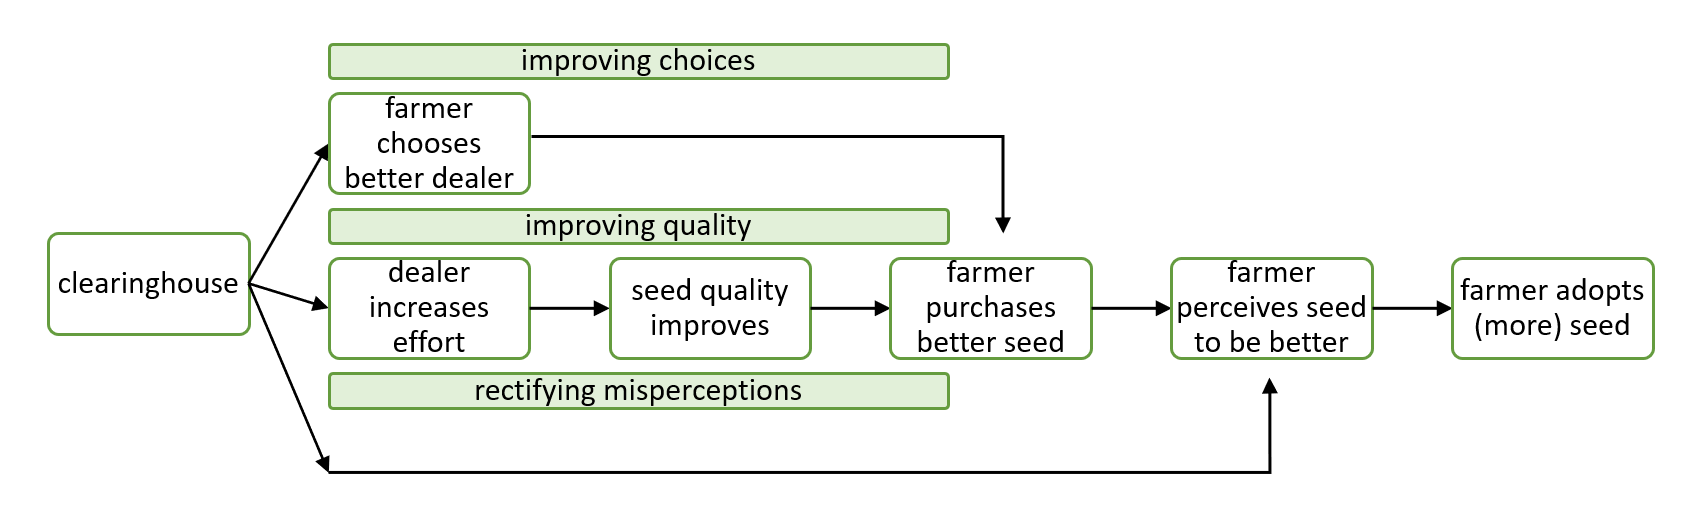 improving choices
farmer
chooses
better dealer
improving quality
clearinghouse
dealer
increases
effort
seed quality
improves
farmer
purchases
better seed
farmer
perceives seed
to be better
farmer adopts
(more) seed
rectifying misperceptions